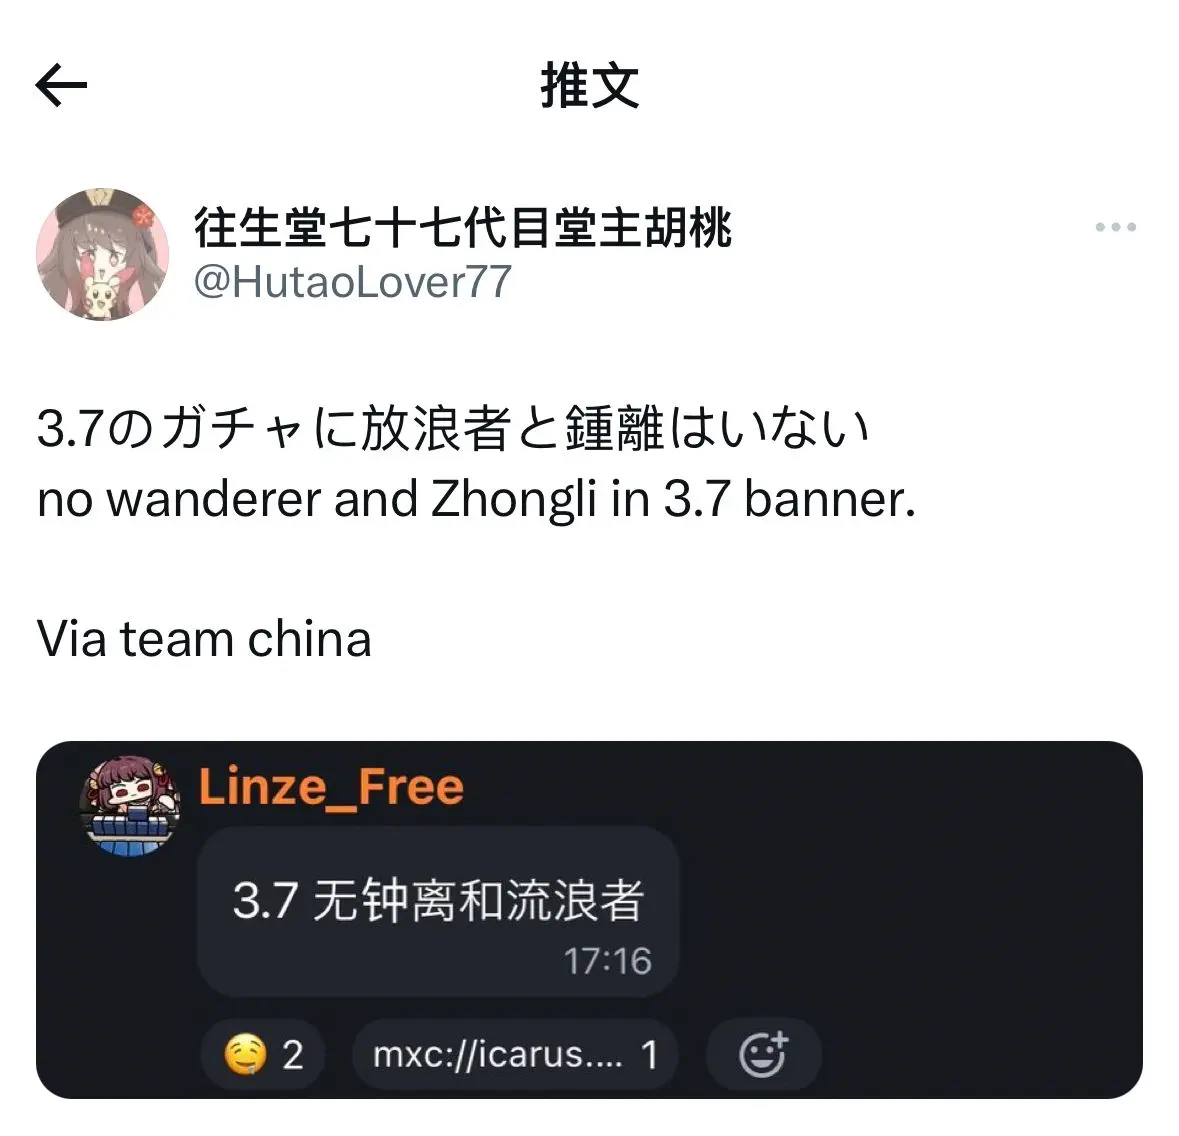 推文
往生堂七十七代目堂主胡桃
@HutaoLover77
3.7のガチャに放浪者と鍾離はいない
no wanderer and Zhongli in 3.7 banner.
Via team china
Linze_Free
3.7 无钟离和流浪者
17:16
🤤 2
mxc://icarus.... 1